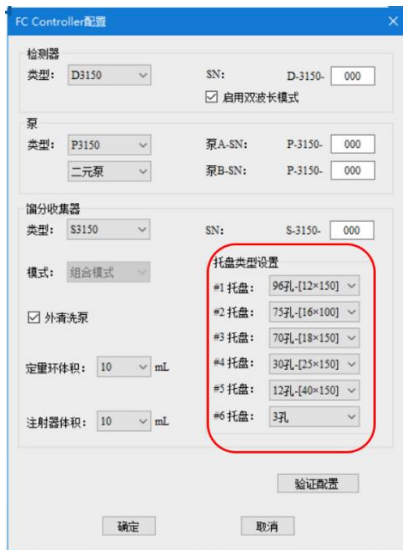 FC Controller配置
检测器
类型： D3150 SN： D-3150- 000
启用双波长模式
泵
类型： P3150 泵A-SN： P-3150- 000
二元泵 泵B-SN： P-3150- 000
馏分收集器
类型： S3150 SN： S-3150- 000
托盘类型设置
模式： 组合模式 #1 托盘： 96孔-[12×150]
#2 托盘： 75孔-[16×100]
外清洗泵 #3 托盘： 70孔-[18×150]
定量环体积： 10 mL #4 托盘： 30孔-[25×150]
#5 托盘： 12孔-[40×150]
注射器体积： 10 mL #6 托盘： 3孔
验证配置
确定 取消